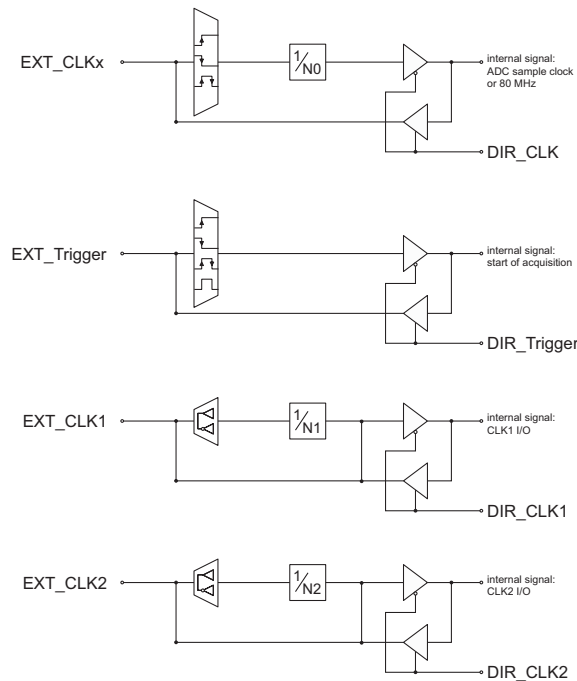 EXT_CLKx
1/N0
internal signal:
ADC sample clock
or 80 MHz
DIR_CLK
EXT_Trigger
internal signal:
start of acquisition
DIR_Trigger
EXT_CLK1
1/N1
internal signal:
CLK1 I/O
DIR_CLK1
EXT_CLK2
1/N2
internal signal:
CLK2 I/O
DIR_CLK2